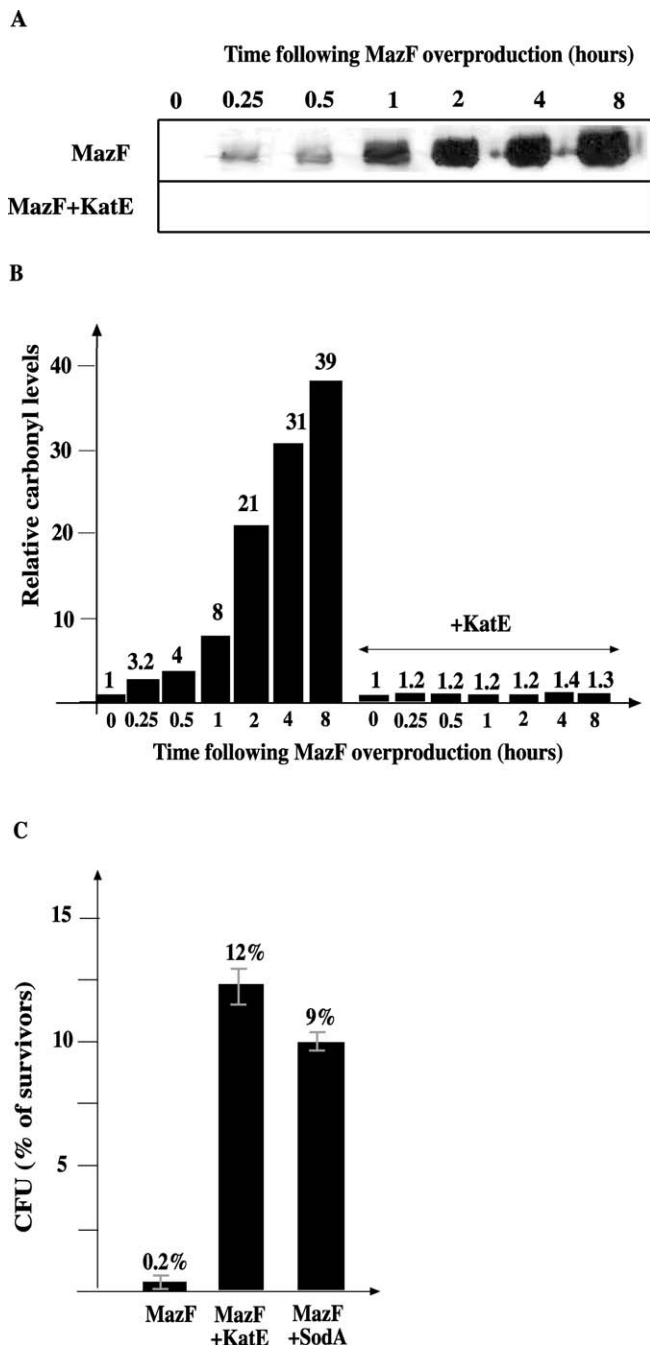 A
Time following MazF overproduction (hours)
0 0.25 0.5 1 2 4 8
MazF
MazF+KatE
B
Relative carbonyl levels
40
30
20
10
1 3.2 4 8 21 31 39
+KatE
1 1.2 1.2 1.2 1.2 1.4 1.3
0 0.25 0.5 1 2 4 8 0 0.25 0.5 1 2 4 8
Time following MazF overproduction (hours)
C
CFU (% of survivors)
15
10
5
0.2% 12% 9%
MazF MazF MazF
+KatE +SodA